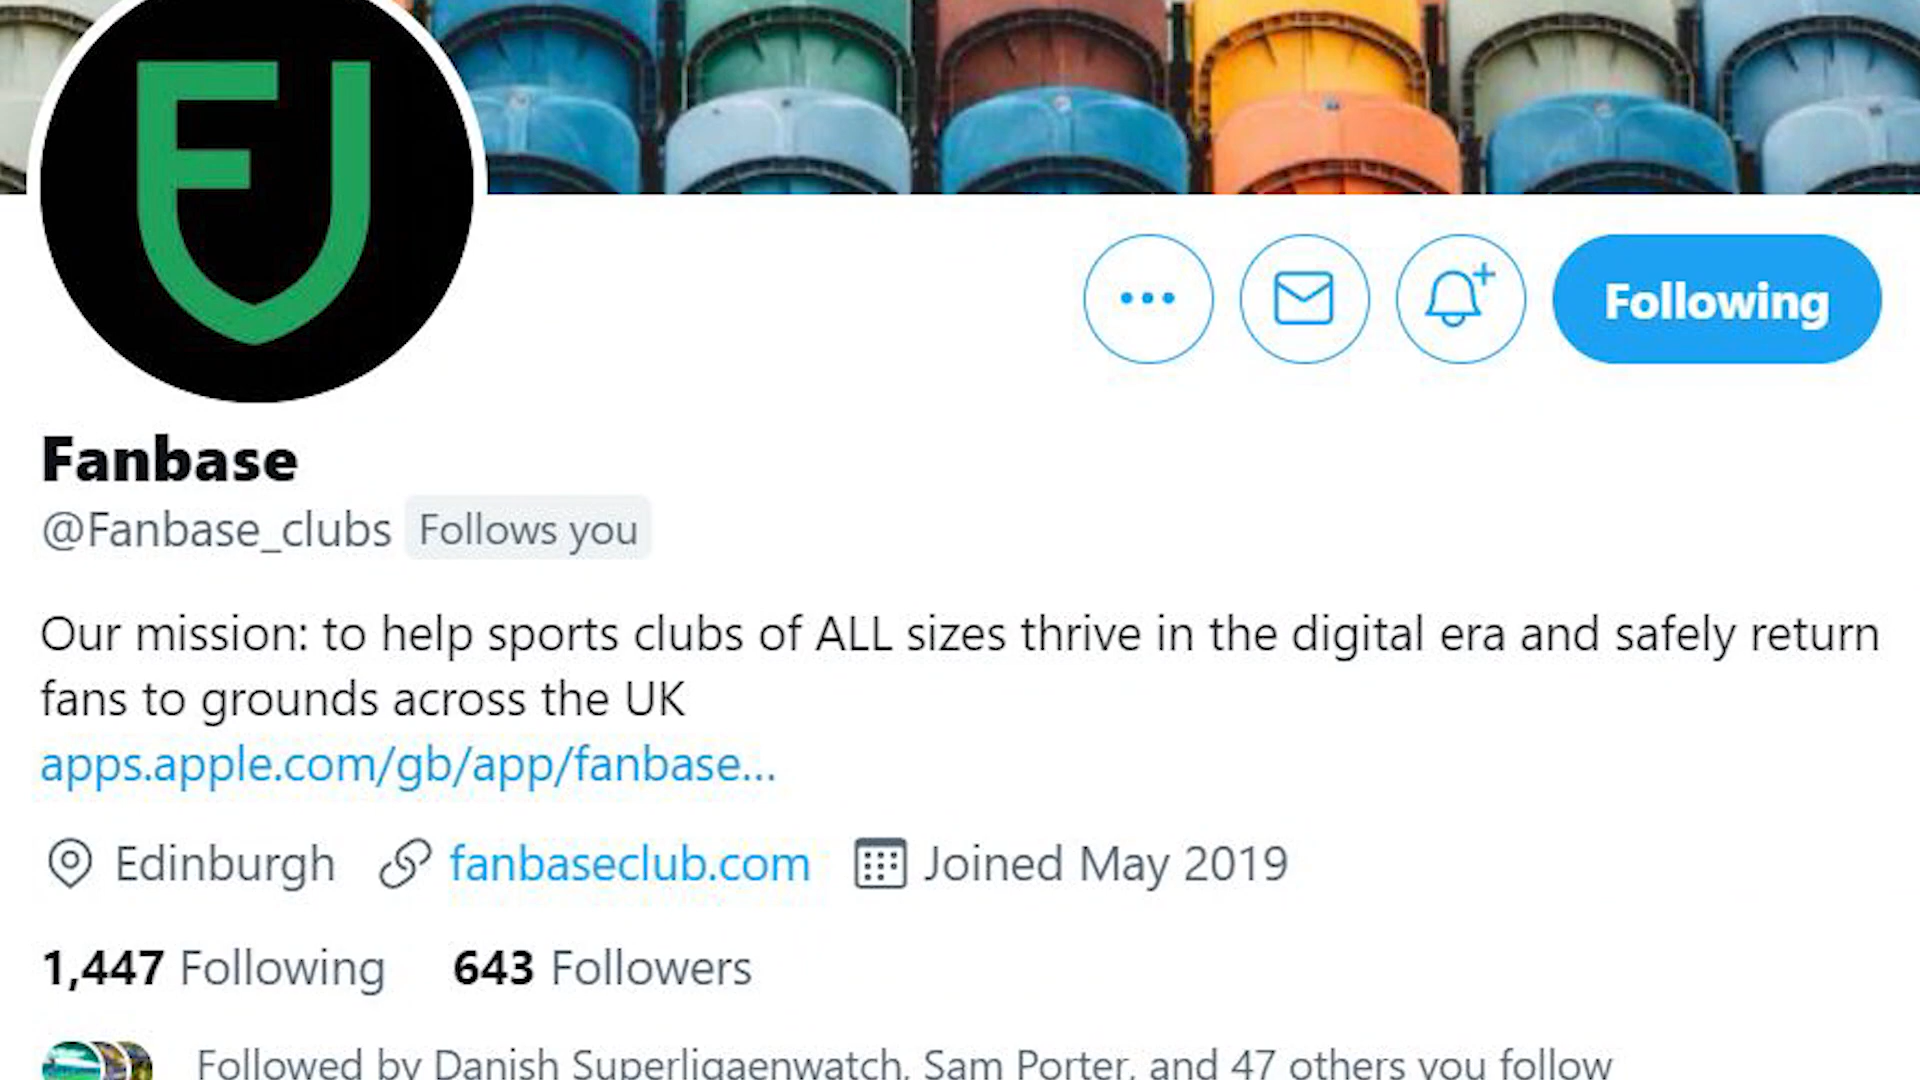 Following
Fanbase
@Fanbase_clubs Follows you
Our mission: to help sports clubs of ALL sizes thrive in the digital era and safely return
fans to grounds across the UK
apps.apple.com/gb/app/fanbase...
Edinburgh fanbaseclub.com Joined May 2019
1,447 Following 643 Followers
Followed by Danish Superligaenwatch, Sam Porter, and 47 others you follow